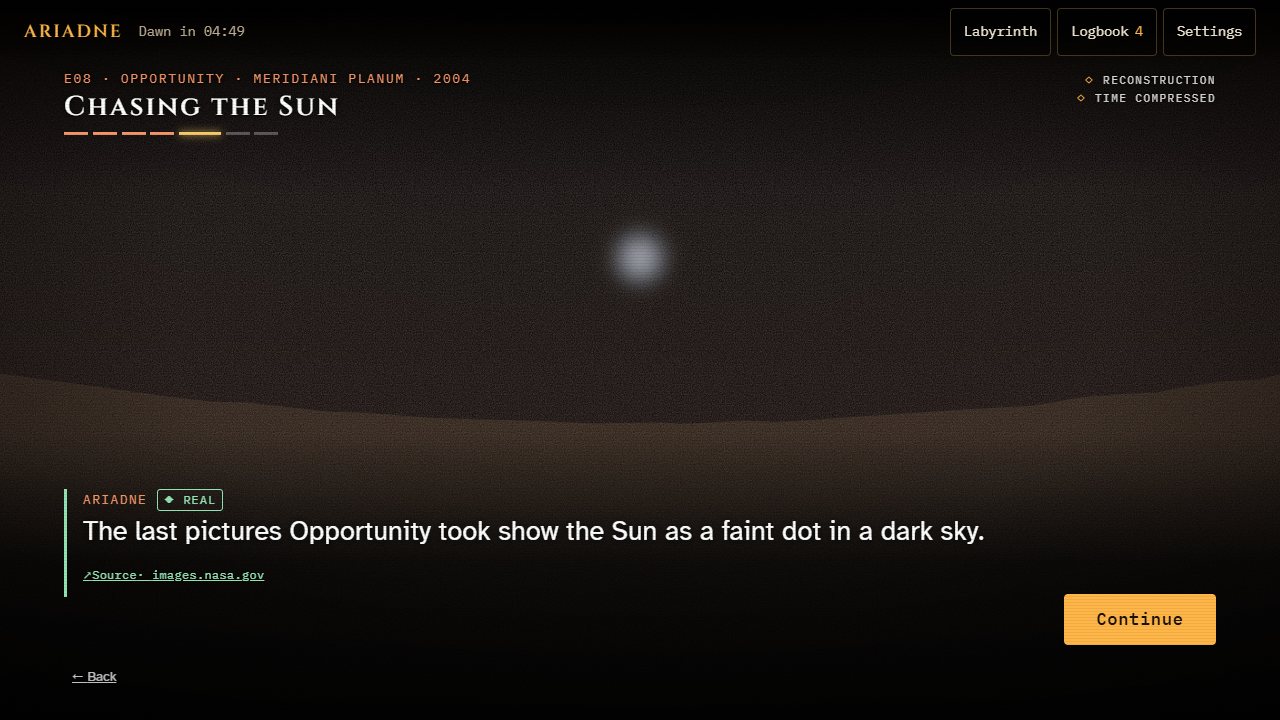 ARIADNE Dawn in 04:49 Labyrinth Logbook 4 Settings
E08 · OPPORTUNITY · MERIDIANI PLANUM · 2004
Chasing the Sun
◇ RECONSTRUCTION
◇ TIME COMPRESSED
ARIADNE ◆ REAL
The last pictures Opportunity took show the Sun as a faint dot in a dark sky.
↗Source· images.nasa.gov
Continue
← Back